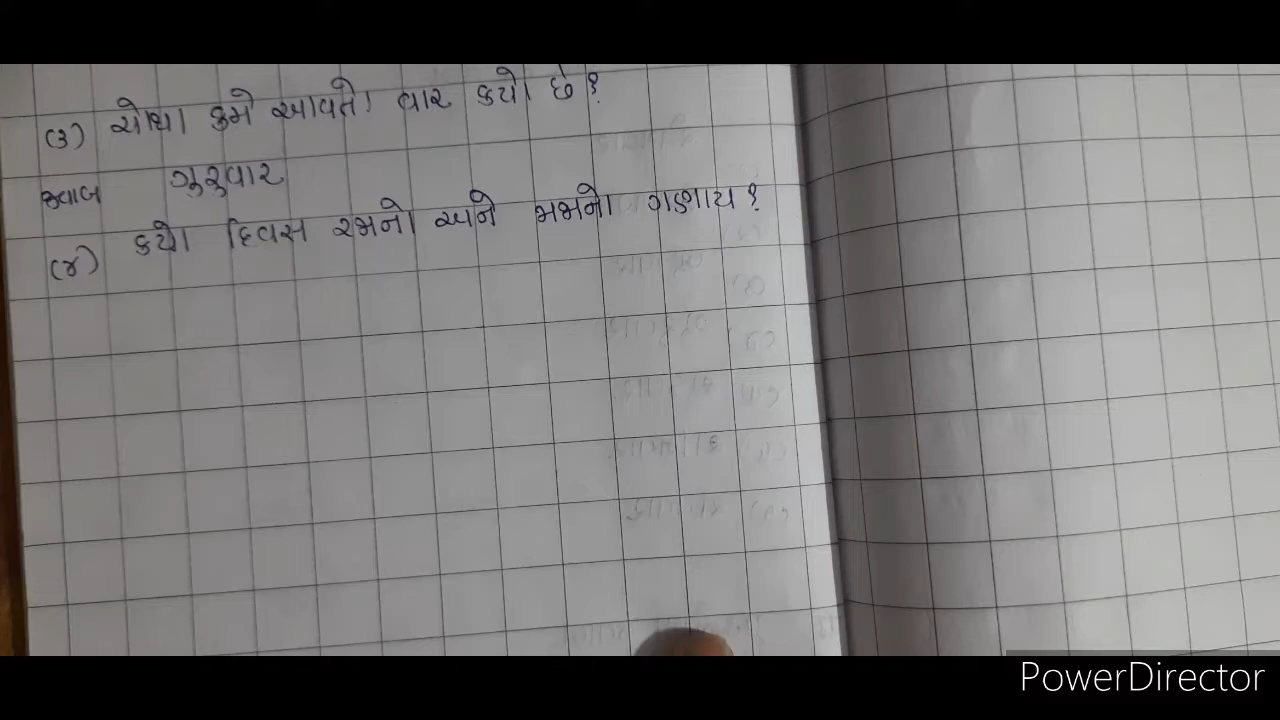 (૩) ચોથા ક્રમે આવતો વાર કયો છે?
જવાબ ગુરુવાર
(૪) કયો દિવસ રજાનો અને મજાનો ગણાય?
PowerDirector